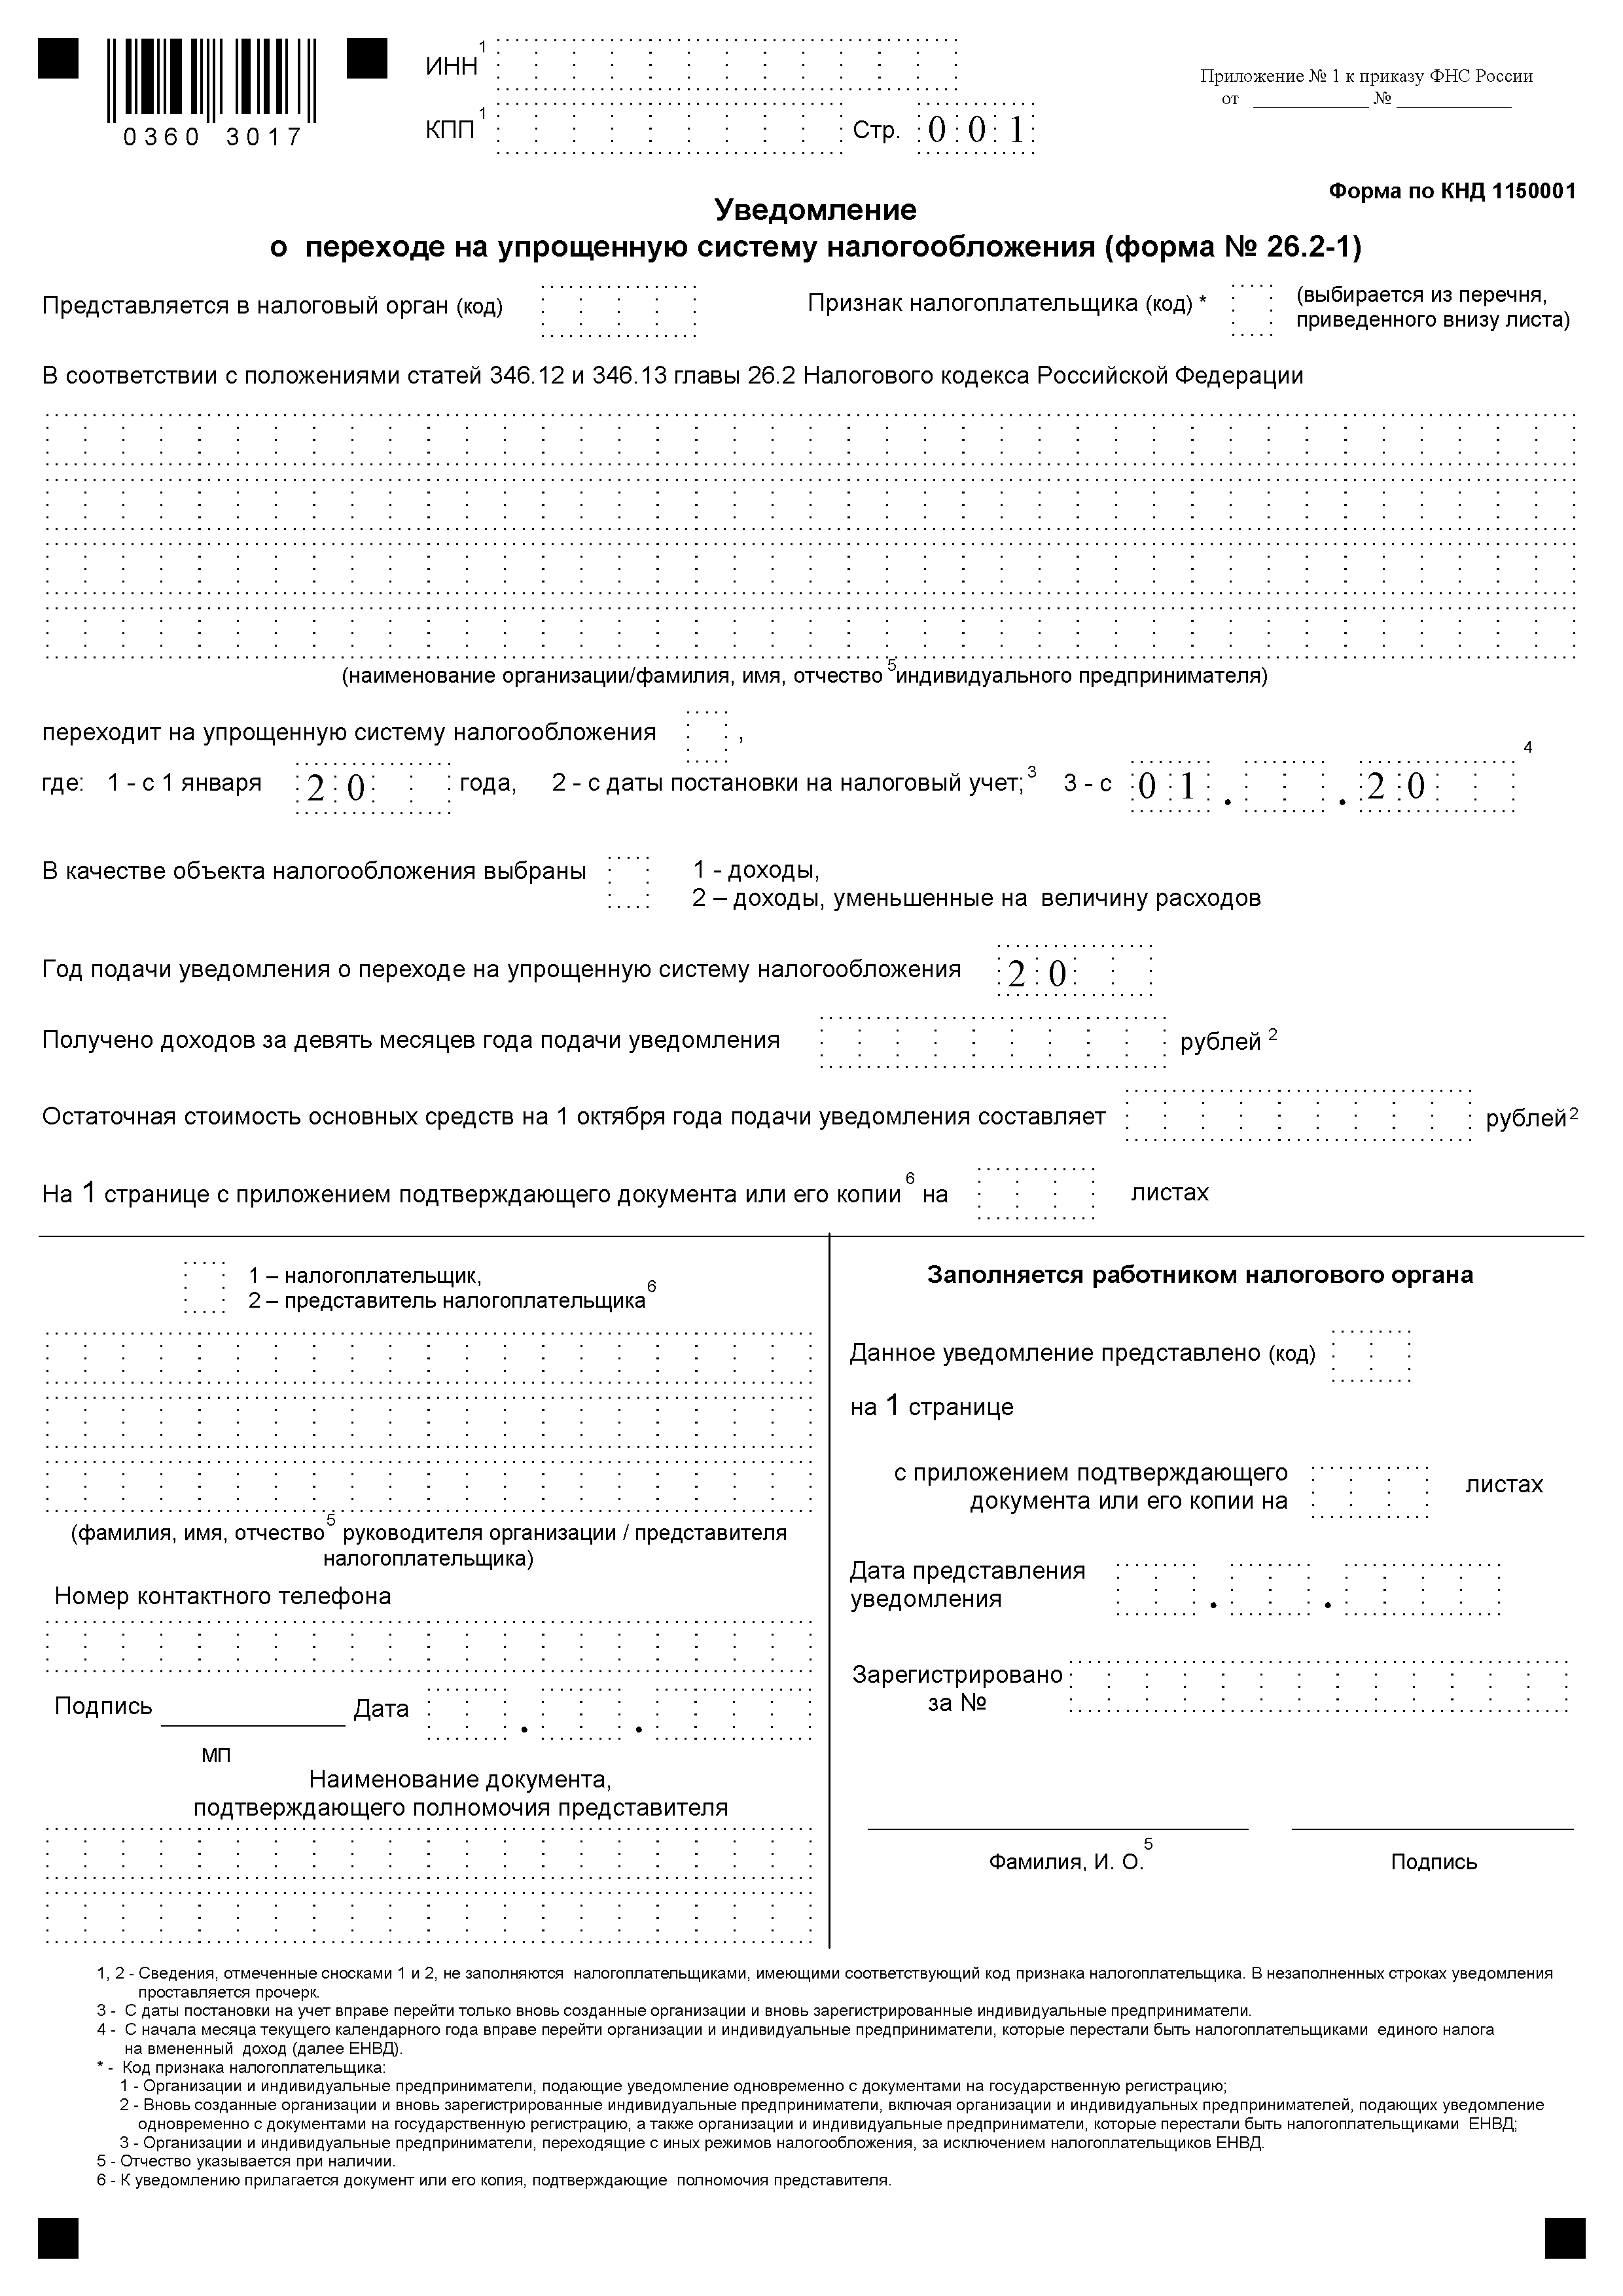 0360 3017
ИНН 1
КПП 1 Стр. 001
Приложение № 1 к приказу ФНС России
от ____________ № ____________
Форма по КНД 1150001
Уведомление
о переходе на упрощенную систему налогообложения (форма № 26.2-1)
Представляется в налоговый орган (код) Признак налогоплательщика (код) * (выбирается из перечня,
приведенного внизу листа)
В соответствии с положениями статей 346.12 и 346.13 главы 26.2 Налогового кодекса Российской Федерации
(наименование организации/фамилия, имя, отчество 5 индивидуального предпринимателя)
переходит на упрощенную систему налогообложения ,
где: 1 - с 1 января 20 года, 2 - с даты постановки на налоговый учет; 3 3 - с 01. .20 4
В качестве объекта налогообложения выбраны 1 - доходы,
2 – доходы, уменьшенные на величину расходов
Год подачи уведомления о переходе на упрощенную систему налогообложения 20
Получено доходов за девять месяцев года подачи уведомления рублей 2
Остаточная стоимость основных средств на 1 октября года подачи уведомления составляет рублей 2
На 1 странице с приложением подтверждающего документа или его копии 6 на листах
1 – налогоплательщик,
2 – представитель налогоплательщика 6
(фамилия, имя, отчество 5 руководителя организации / представителя
налогоплательщика)
Номер контактного телефона
Подпись ____________ Дата . .
МП
Наименование документа,
подтверждающего полномочия представителя
Заполняется работником налогового органа
Данное уведомление представлено (код)
на 1 странице
с приложением подтверждающего
документа или его копии на листах
Дата представления
уведомления . .
Зарегистрировано
за №
Фамилия, И. О. 5 Подпись
1, 2 - Сведения, отмеченные сносками 1 и 2, не заполняются налогоплательщиками, имеющими соответствующий код признака налогоплательщика. В незаполненных строках уведомления
проставляется прочерк.
3 - С даты постановки на учет вправе перейти только вновь созданные организации и вновь зарегистрированные индивидуальные предприниматели.
4 - С начала месяца текущего календарного года вправе перейти организации и индивидуальные предприниматели, которые перестали быть налогоплательщиками единого налога
на вмененный доход (далее ЕНВД).
* - Код признака налогоплательщика:
1 - Организации и индивидуальные предприниматели, подающие уведомление одновременно с документами на государственную регистрацию;
2 - Вновь созданные организации и вновь зарегистрированные индивидуальные предприниматели, включая организации и индивидуальных предпринимателей, подающих уведомление
одновременно с документами на государственную регистрацию, а также организации и индивидуальные предприниматели, которые перестали быть налогоплательщиками ЕНВД;
3 - Организации и индивидуальные предприниматели, переходящие с иных режимов налогообложения, за исключением налогоплательщиков ЕНВД.
5 - Отчество указывается при наличии.
6 - К уведомлению прилагается документ или его копия, подтверждающие полномочия представителя.